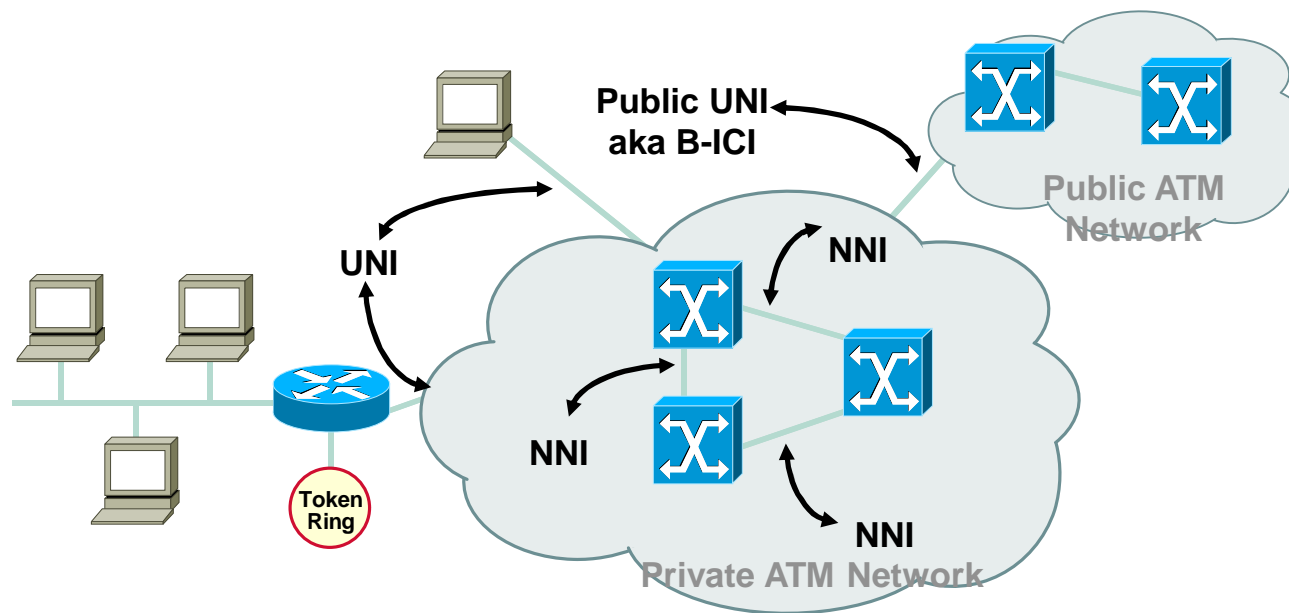 Public UNI
aka B-ICI
Public ATM
Network
UNI
NNI
NNI
Token
Ring
NNI
Private ATM Network